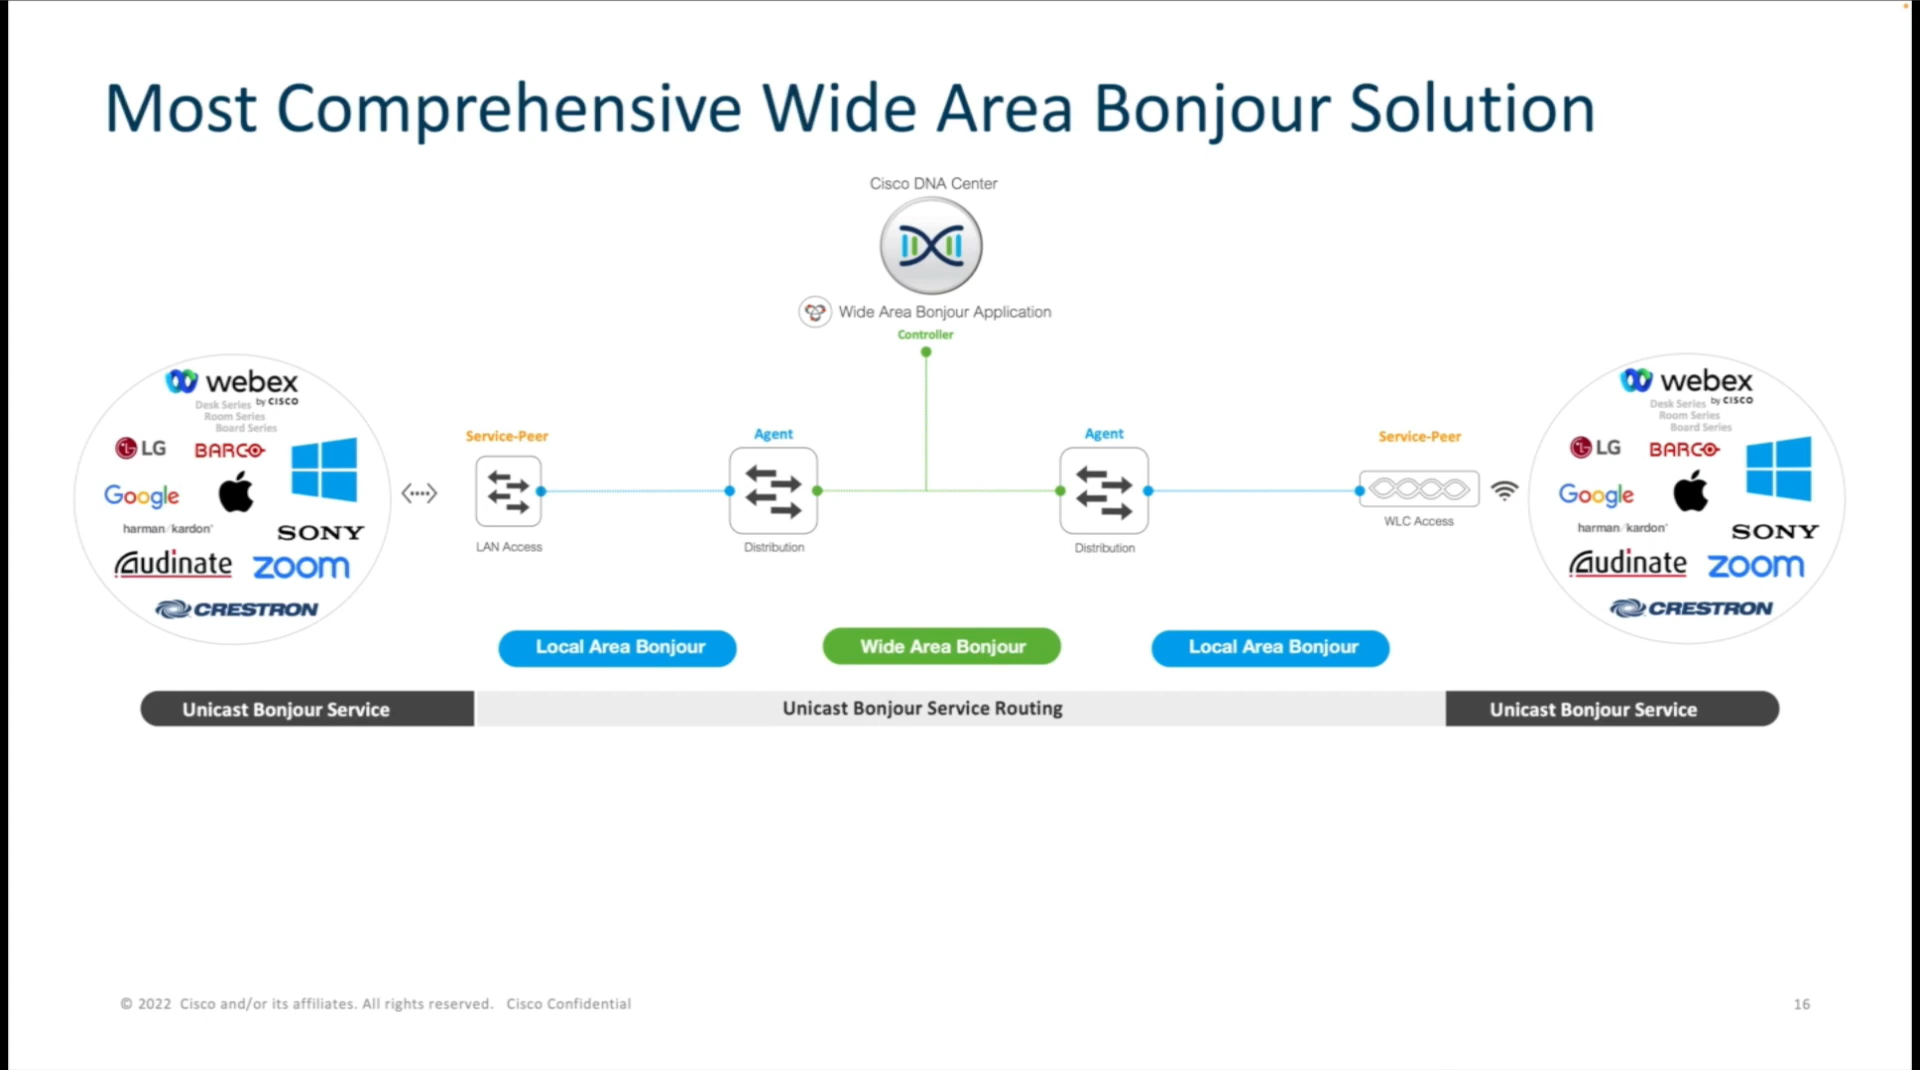 Most Comprehensive Wide Area Bonjour Solution
Cisco DNA Center
Wide Area Bonjour Application
Controller
webex
by CISCO
Desk Series
Room Series
Board Series
LG
BARCO
Google
harman/kardon
SONY
Audinate
zoom
CRESTRON
Service-Peer
LAN Access
Agent
Distribution
Agent
Distribution
Service-Peer
WLC Access
webex
by CISCO
Desk Series
Room Series
Board Series
LG
BARCO
Google
harman/kardon
SONY
Audinate
zoom
CRESTRON
Local Area Bonjour
Wide Area Bonjour
Local Area Bonjour
Unicast Bonjour Service
Unicast Bonjour Service Routing
Unicast Bonjour Service
© 2022 Cisco and/or its affiliates. All rights reserved. Cisco Confidential
16